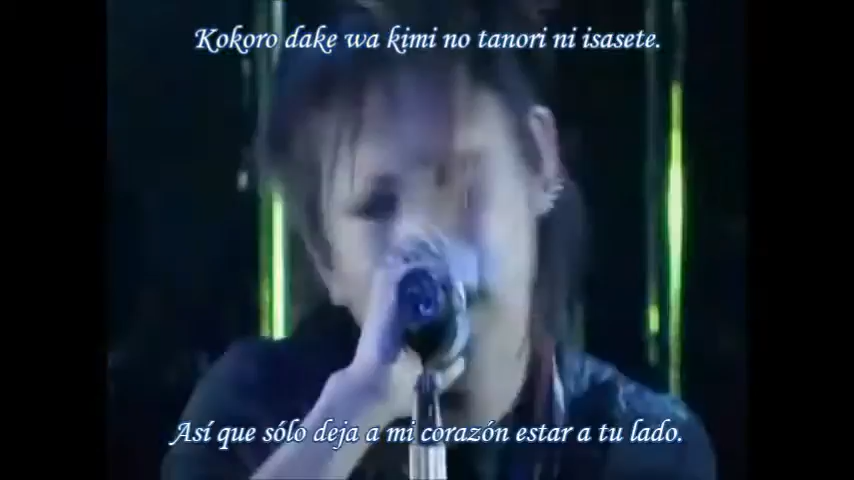 Kokoro dake wa kimi no tanori ni isasete.
Así que sólo deja a mi corazón estar a tu lado.